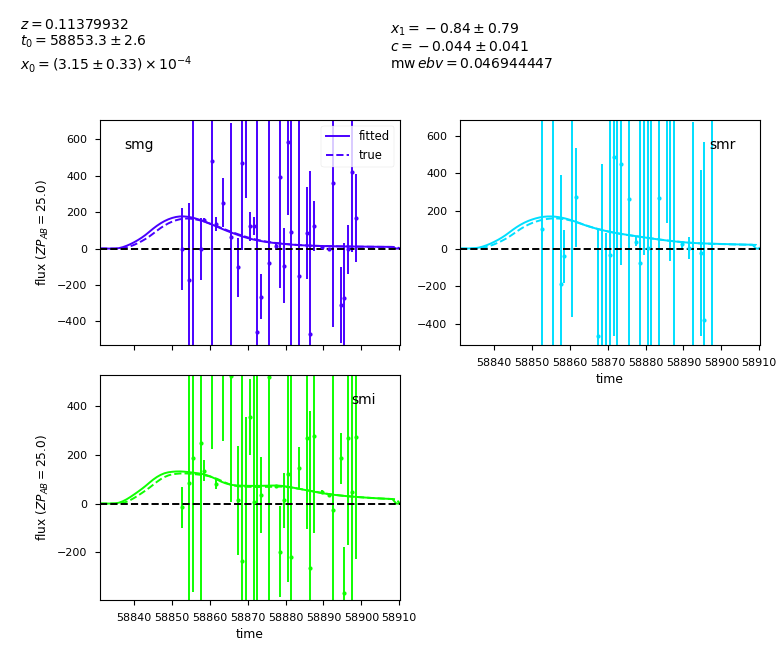 z = 0.11379932
t₀ = 58853.3 ± 2.6
x₀ = (3.15 ± 0.33) × 10⁻⁴
x₁ = −0.84 ± 0.79
c = −0.044 ± 0.041
mw ebv = 0.046944447
smg
fitted
true
600
400
200
0
−200
−400
flux (ZP_AB = 25.0)
smr
600
400
200
0
−200
−400
58840 58850 58860 58870 58880 58890 58900 58910
time
smi
400
200
0
−200
flux (ZP_AB = 25.0)
58840 58850 58860 58870 58880 58890 58900 58910
time